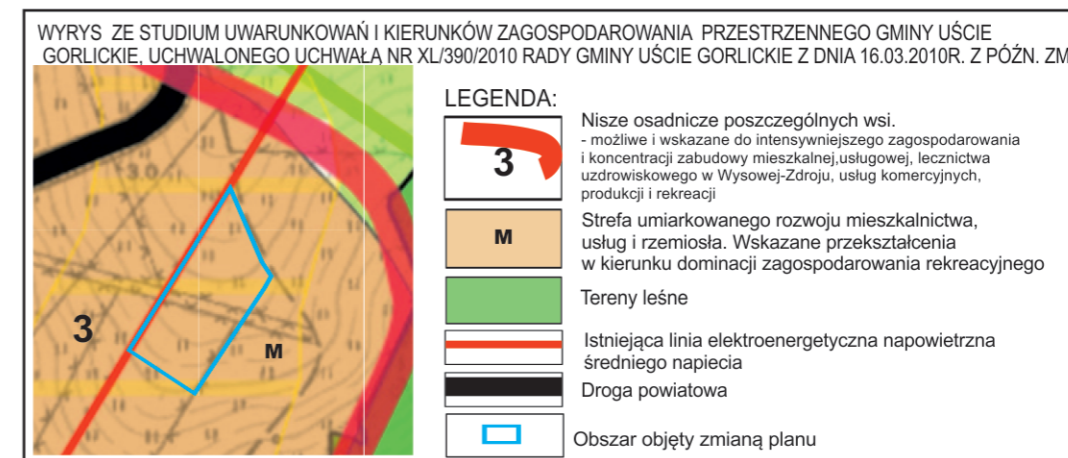 WYRYS ZE STUDIUM UWARUNKOWAŃ I KIERUNKÓW ZAGOSPODAROWANIA PRZESTRZENNEGO GMINY UŚCIE
GORLICKIE, UCHWALONEGO UCHWAŁĄ NR XL/390/2010 RADY GMINY UŚCIE GORLICKIE Z DNIA 16.03.2010R. Z PÓŹN. ZM
3
M
LEGENDA:
3
Nisze osadnicze poszczególnych wsi.
- możliwe i wskazane do intensywniejszego zagospodarowania
i koncentracji zabudowy mieszkalnej,usługowej, lecznictwa
uzdrowiskowego w Wysowej-Zdroju, usług komercyjnych,
produkcji i rekreacji
M
Strefa umiarkowanego rozwoju mieszkalnictwa,
usług i rzemiosła. Wskazane przekształcenia
w kierunku dominacji zagospodarowania rekreacyjnego
Tereny leśne
Istniejąca linia elektroenergetyczna napowietrzna
średniego napiecia
Droga powiatowa
Obszar objęty zmianą planu